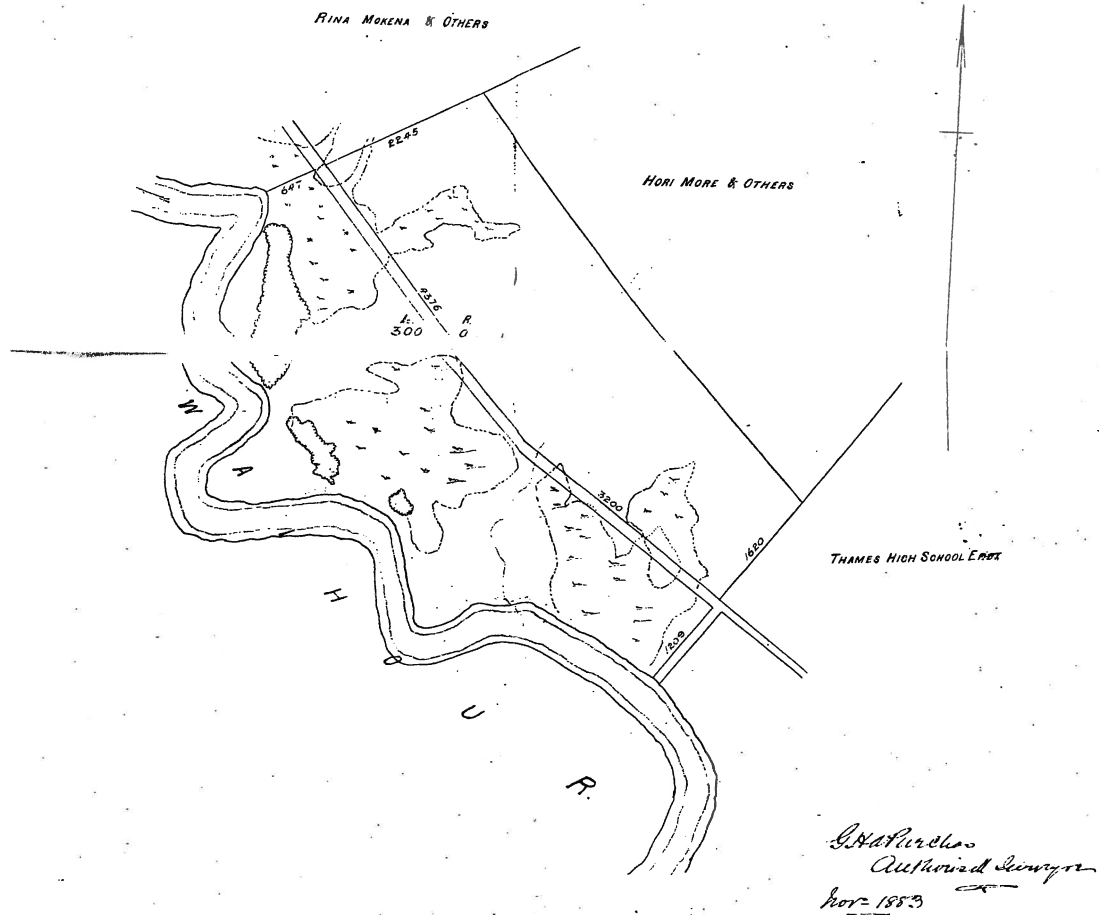 RINA MOKENA & OTHERS
2245
647
HORI MORE & OTHERS
4376
A. R.
300 0
W A I H O U R.
3200
1620
THAMES HIGH SCHOOL
1209
Authorised Surveyor
Nov = 1883